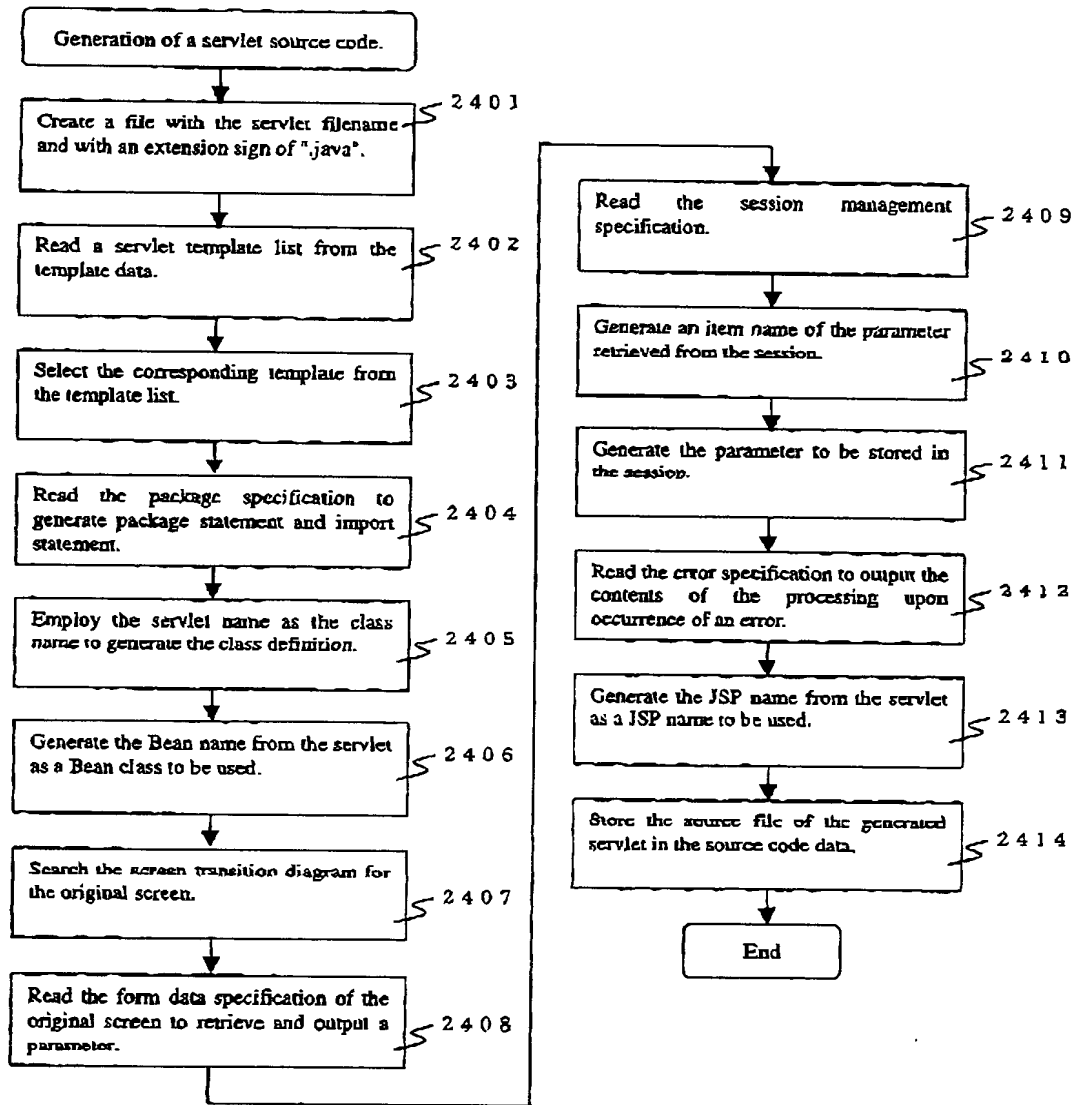 Generation of a servlet source code.
2401
Create a file with the servlet filename
and with an extension sign of ".java".
2402
Read a servlet template list from the
template data.
2403
Select the corresponding template from
the template list.
2404
Read the package specification to
generate package statement and import
statement.
2405
Employ the servlet name as the class
name to generate the class definition.
2406
Generate the Bean name from the servlet
as a Bean class to be used.
2407
Search the screen transition diagram for
the original screen.
2408
Read the form data specification of the
original screen to retrieve and output a
parameter.
2409
Read the session management
specification.
2410
Generate an item name of the parameter
retrieved from the session.
2411
Generate the parameter to be stored in
the session.
2412
Read the error specification to output the
contents of the processing upon
occurrence of an error.
2413
Generate the JSP name from the servlet
as a JSP name to be used.
2414
Store the source file of the generated
servlet in the source code data.
End